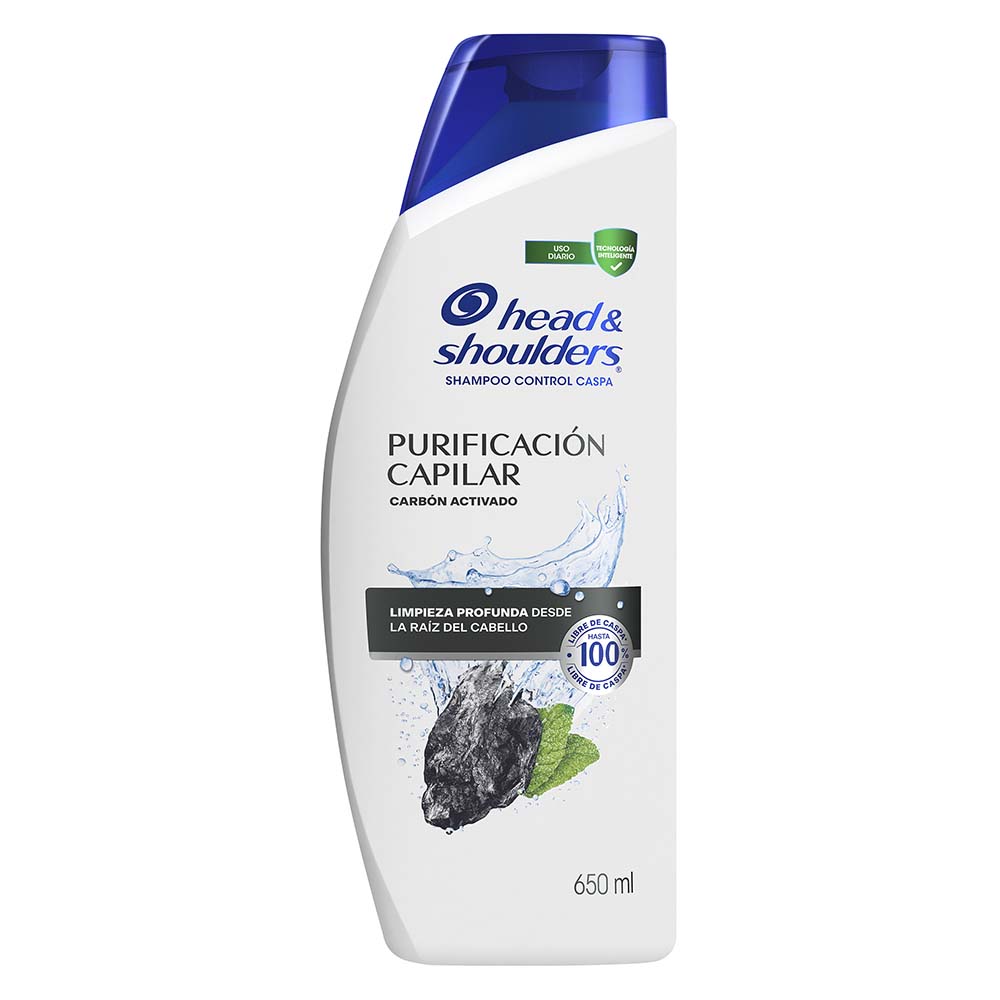 USO
DIARIO
TECNOLOGÍA
INTELIGENTE
head &
shoulders®
SHAMPOO CONTROL CASPA
PURIFICACIÓN
CAPILAR
CARBÓN ACTIVADO
LIMPIEZA PROFUNDA DESDE
LA RAÍZ DEL CABELLO
LIBRE DE CASPA*
HASTA
100%
LIBRE DE CASPA*
650 ml